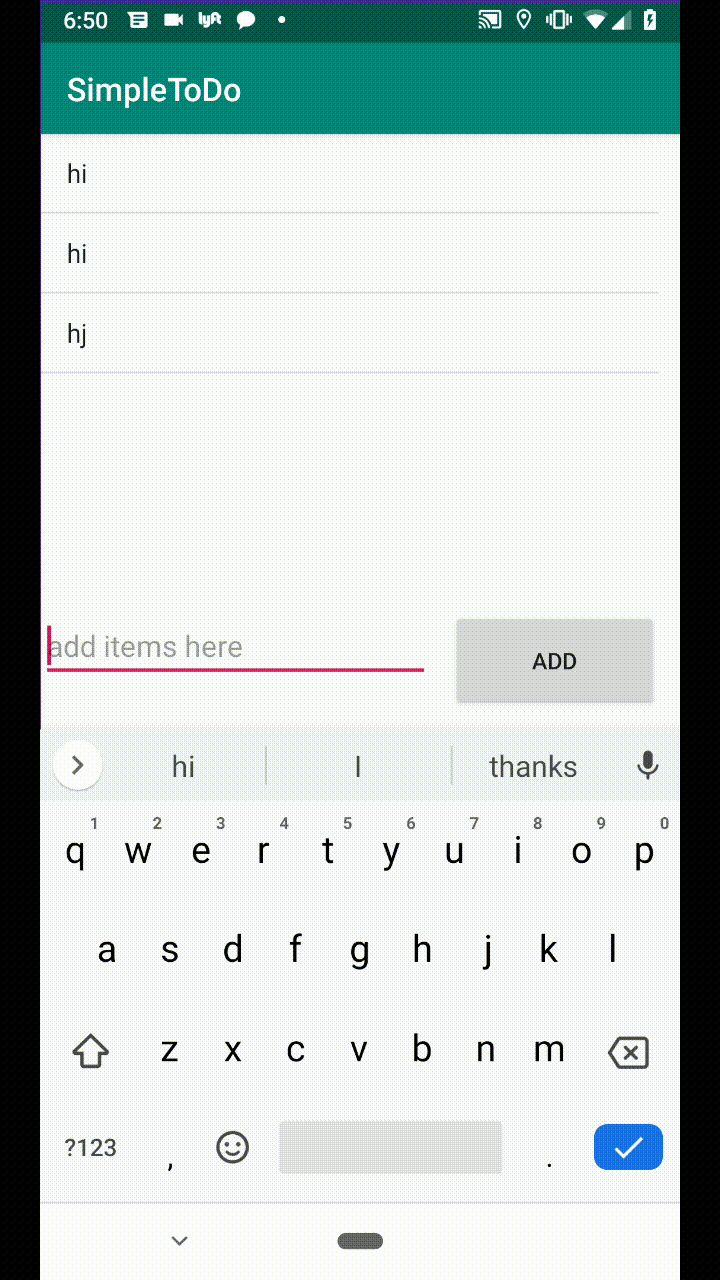 6:50 lyft
SimpleToDo
hi
hi
hj
add items here
ADD
hi I thanks
1 2 3 4 5 6 7 8 9 0
q w e r t y u i o p
a s d f g h j k l
z x c v b n m
?123 , .